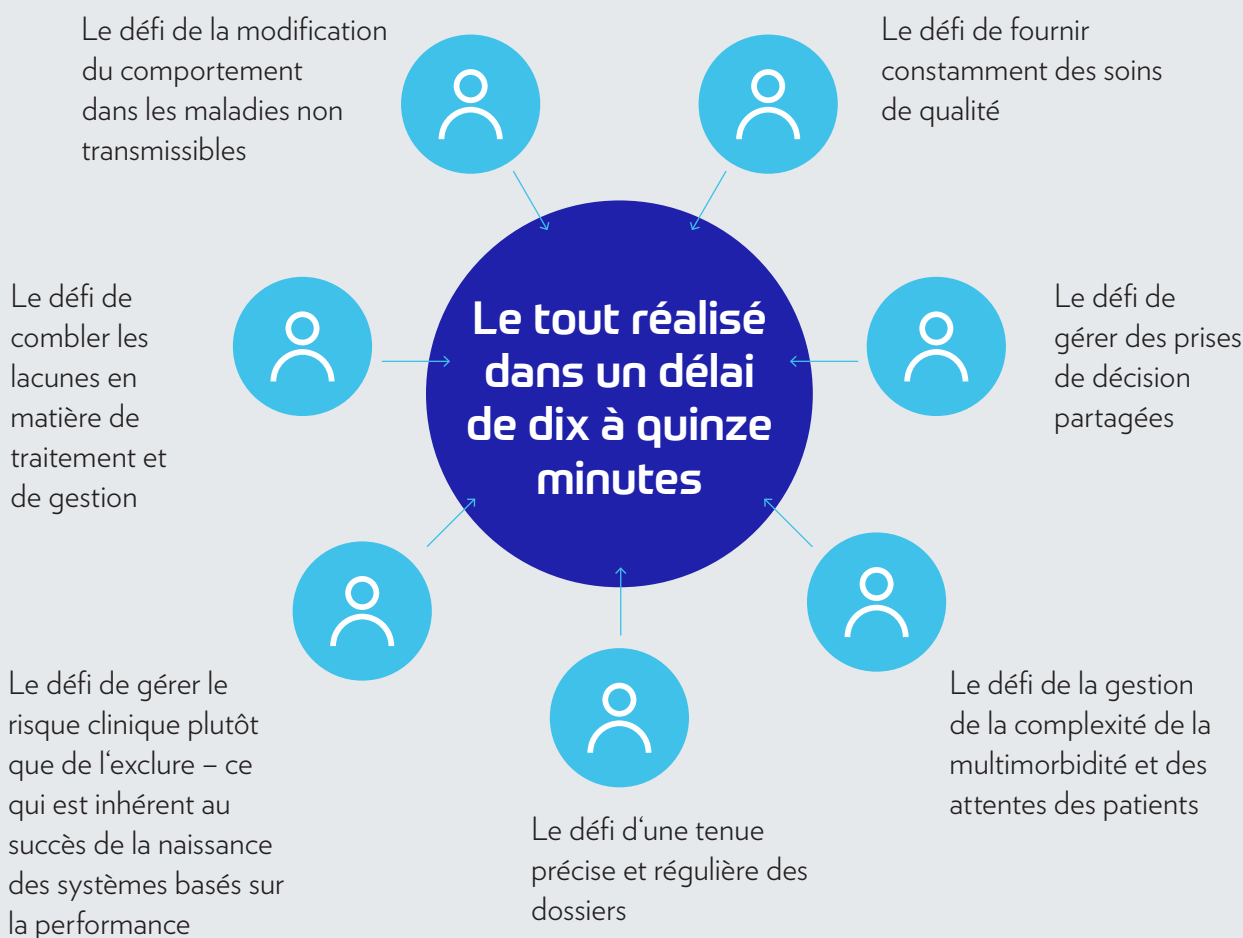 Le défi de la modification
du comportement
dans les maladies non
transmissibles
Le défi de fournir
constamment des soins
de qualité
Le défi de
combler les
lacunes en
matière de
traitement et
de gestion
Le tout réalisé
dans un délai
de dix à quinze
minutes
Le défi de
gérer des prises
de décision
partagées
Le défi de gérer le
risque clinique plutôt
que de l‘exclure – ce
qui est inhérent au
succès de la naissance
des systèmes basés sur
la performance
Le défi d‘une tenue
précise et régulière des
dossiers
Le défi de la gestion
de la complexité de la
multimorbidité et des
attentes des patients